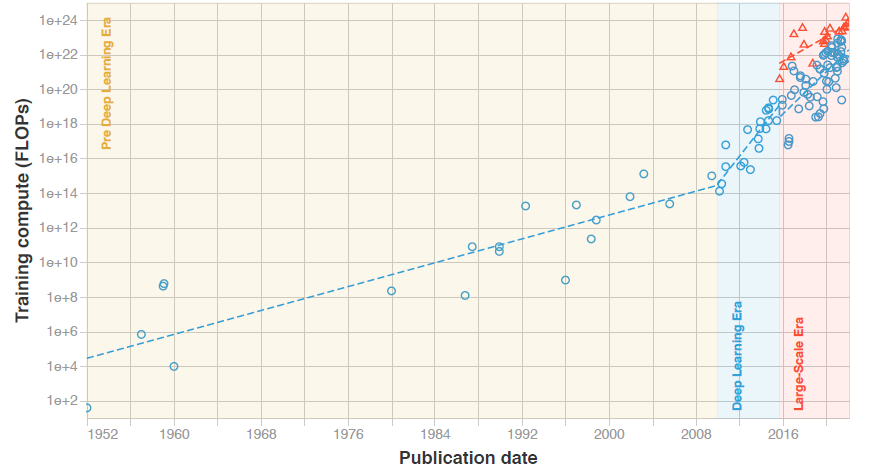 1e+24
1e+22
1e+20
1e+18
1e+16
1e+14
1e+12
1e+10
1e+8
1e+6
1e+4
1e+2
Training compute (FLOPs)
Pre Deep Learning Era
Deep Learning Era
Large-Scale Era
1952 1960 1968 1976 1984 1992 2000 2008 2016
Publication date